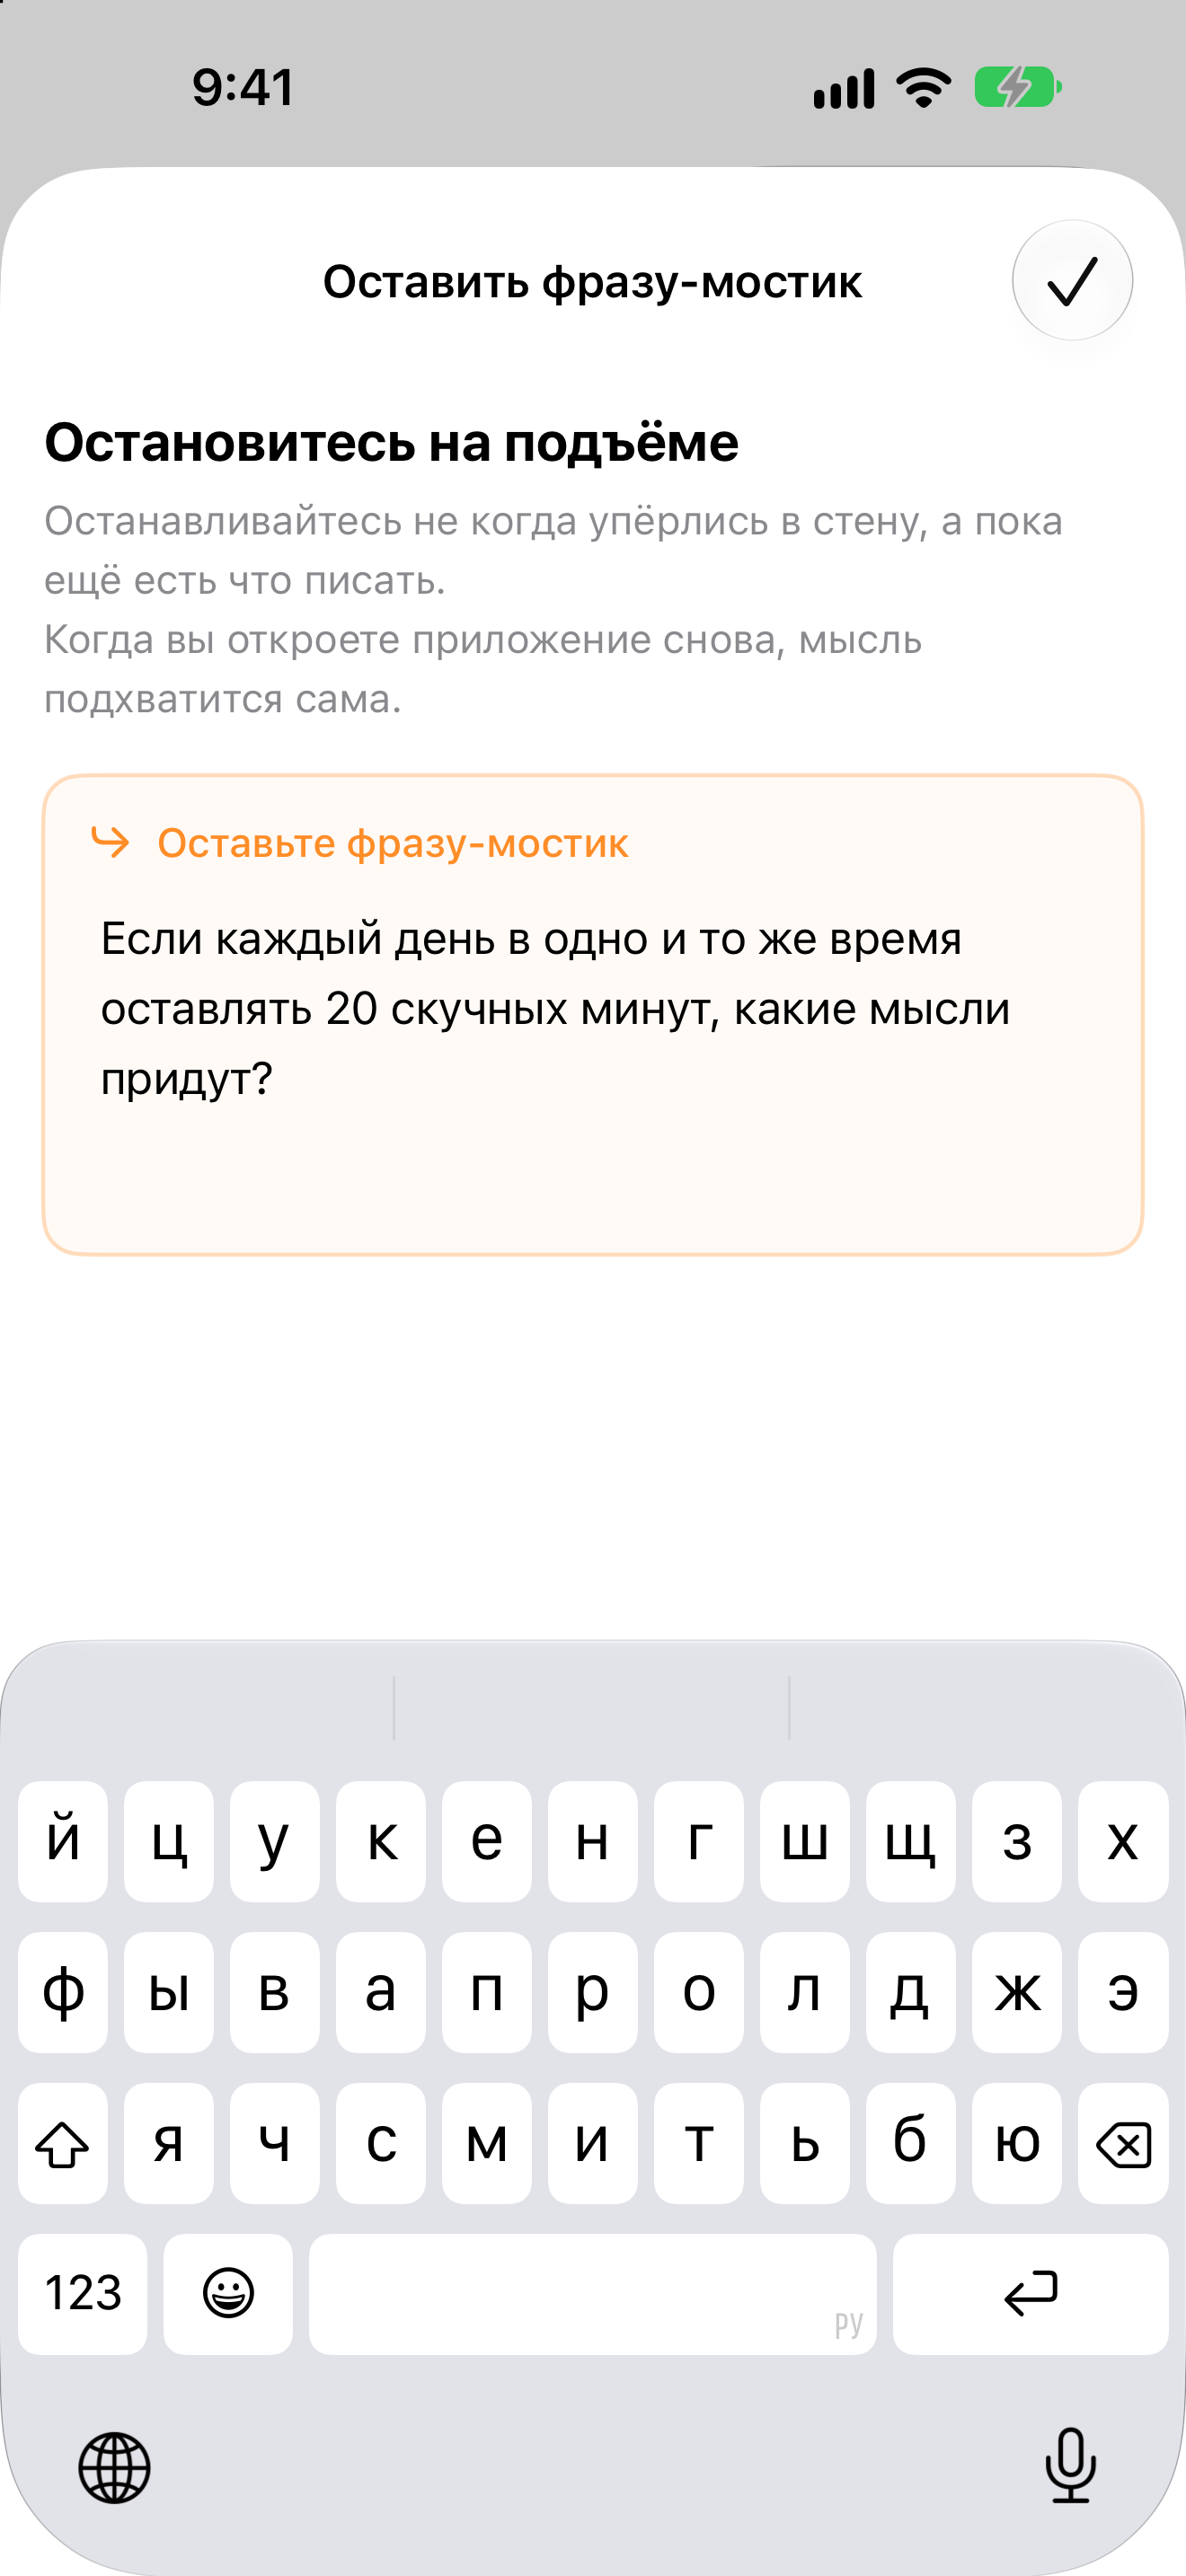 9:41
Оставить фразу-мостик
Остановитесь на подъёме
Останавливайтесь не когда упёрлись в стену, а пока
ещё есть что писать.
Когда вы откроете приложение снова, мысль
подхватится сама.
Оставьте фразу-мостик
Если каждый день в одно и то же время
оставлять 20 скучных минут, какие мысли
придут?
й ц у к е н г ш щ з х
ф ы в а п р о л д ж э
я ч с м и т ь б ю
123
РУ